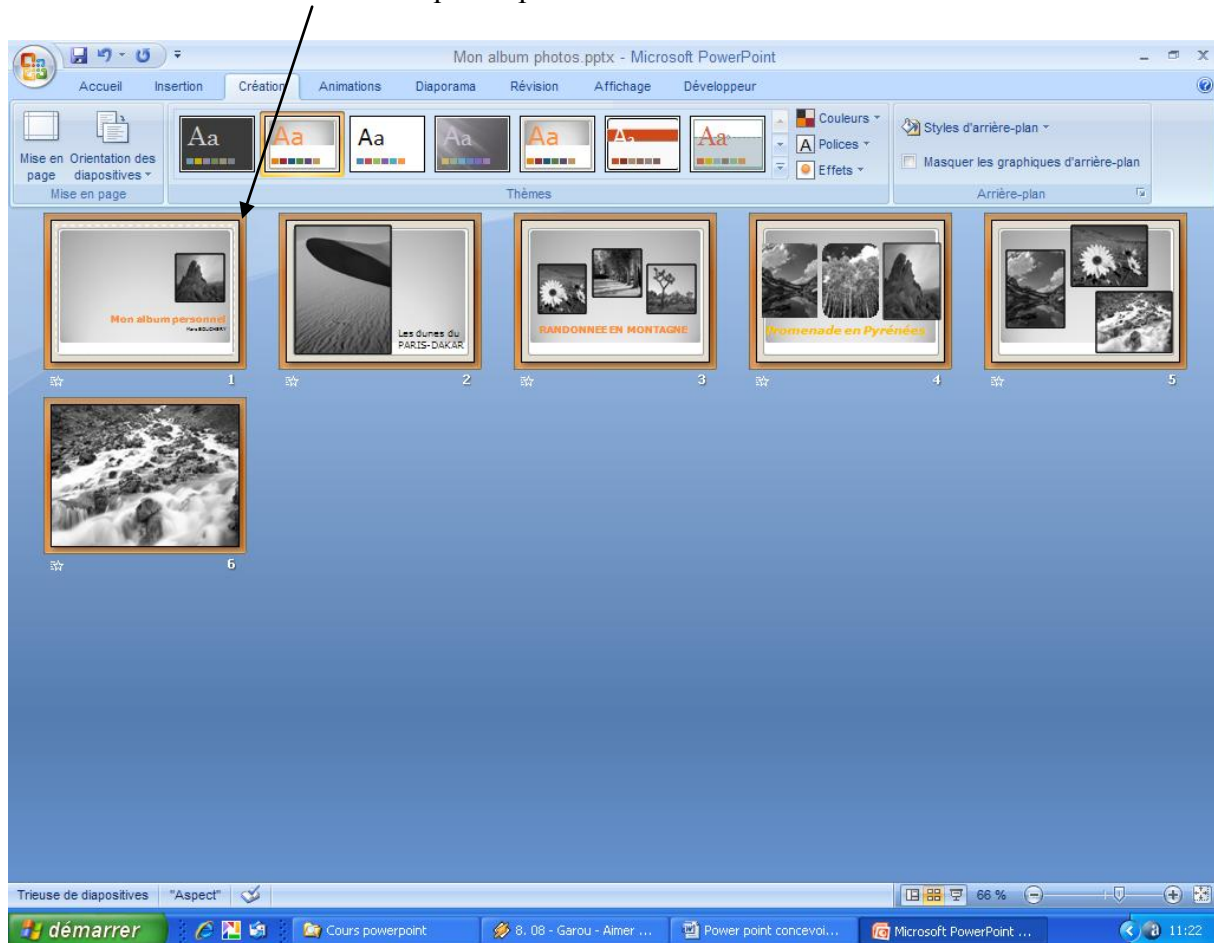 Mon album photos.pptx - Microsoft PowerPoint
Accueil Insertion Création Animations Diaporama Révision Affichage Développeur
Mise en page
Orientation des diapositives
Mise en page
Aa Aa Aa Aa Aa Aa Aa
Thèmes
Couleurs
Polices
Effets
Styles d'arrière-plan
Masquer les graphiques d'arrière-plan
Arrière-plan
Mon album personnel
1
Les dunes du
PARIS-DAKAR
2
RANDONNEE EN MONTAGNE
3
Promenade en Pyrénées
4
5
6
Trieuse de diapositives "Aspect" 66 %
démarrer Cours powerpoint 8. 08 - Garou - Aimer ... Power point concevoi... Microsoft PowerPoint ... 11:22